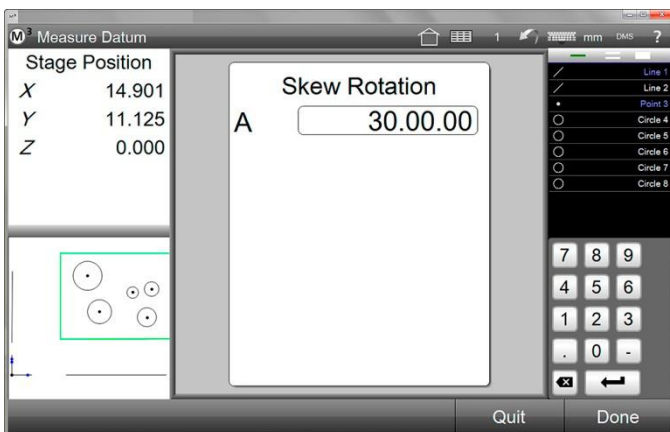 M3 Measure Datum
1
mm
DMS
?
Stage Position
X 14.901
Y 11.125
Z 0.000
Skew Rotation
A 30.00.00
Line 1
Line 2
Point 3
Circle 4
Circle 5
Circle 6
Circle 7
Circle 8
7 8 9
4 5 6
1 2 3
. 0 -
Quit
Done